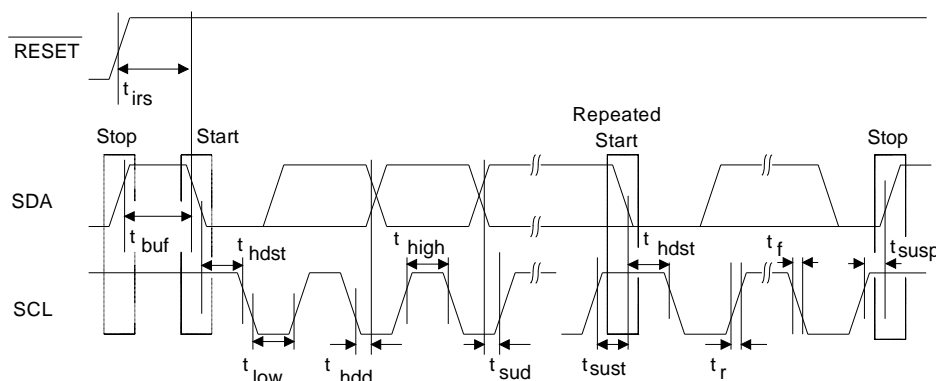 RESET
t irs
Repeated
Stop Start Start Stop
SDA
t buf t hdst t high t hdst t f t susp
SCL
t low t hdd t sud t sust t r